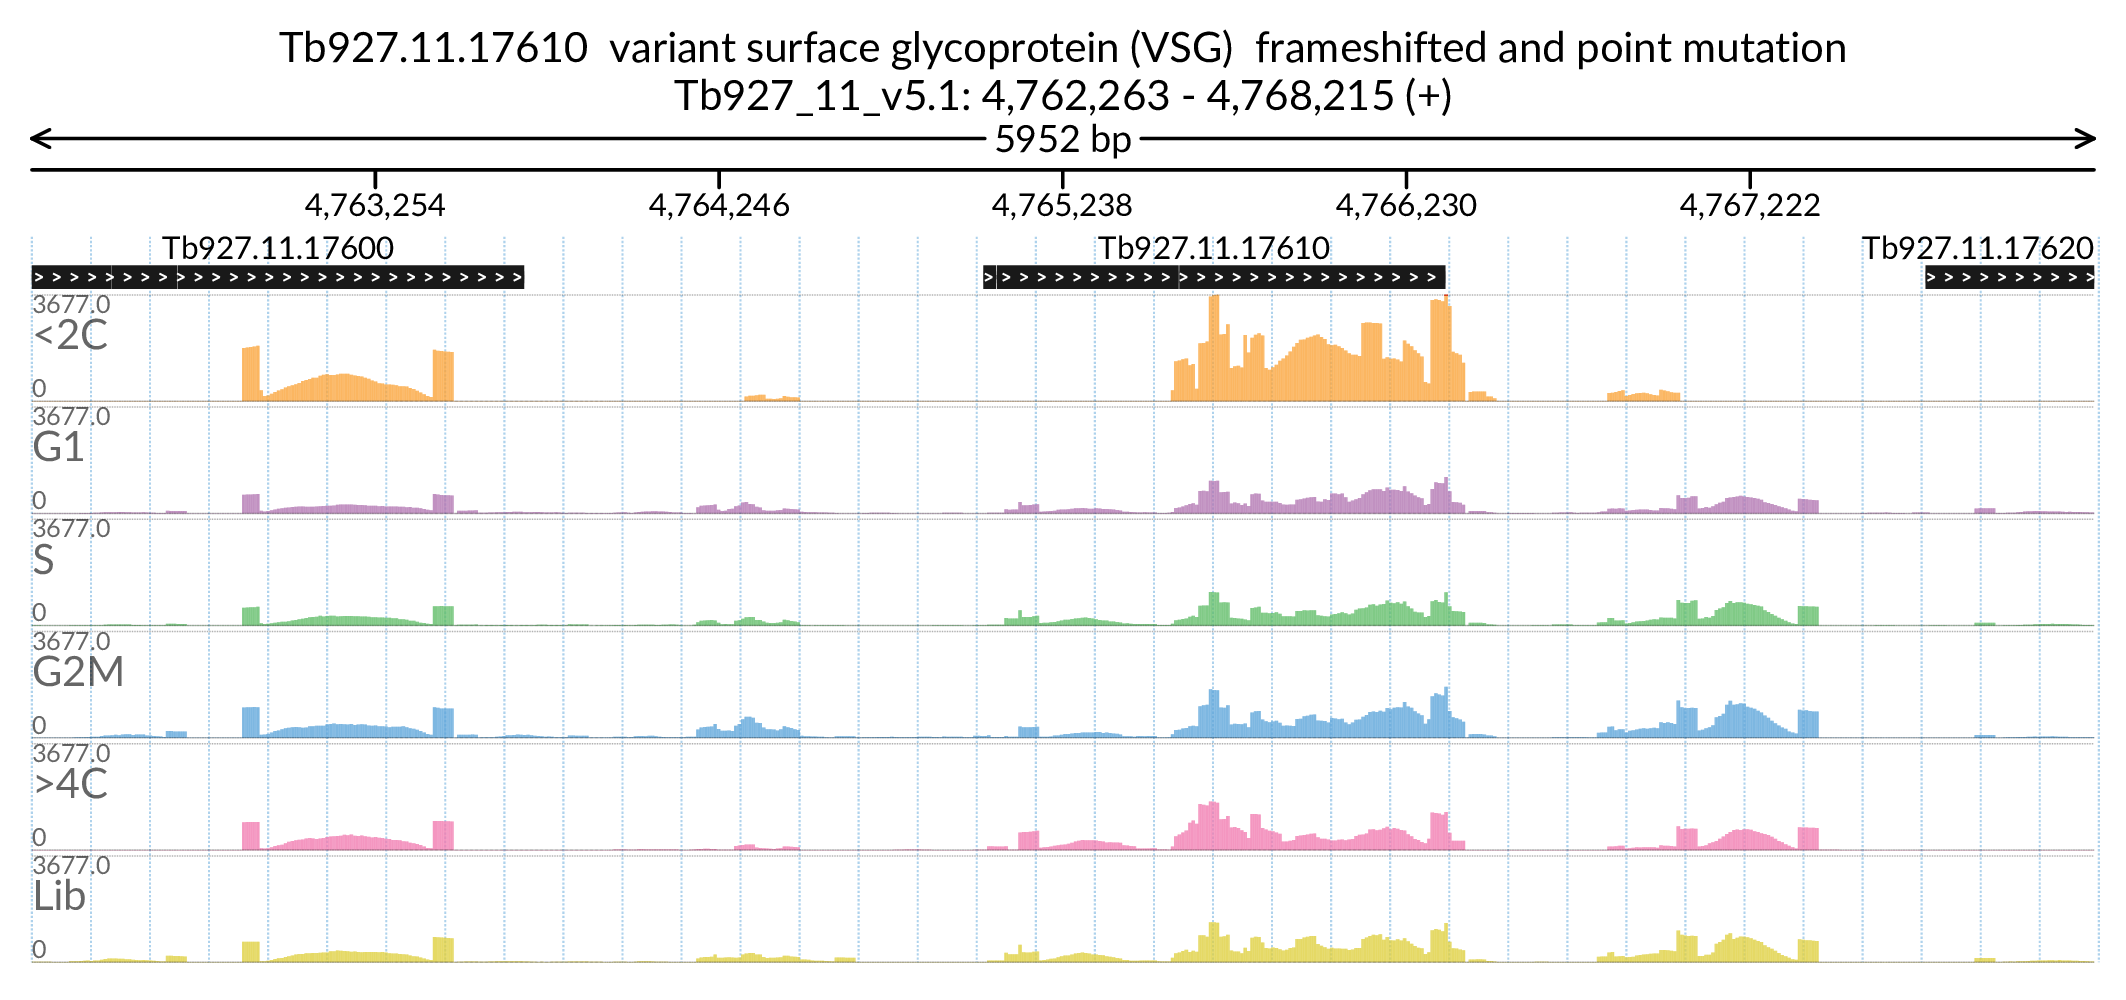 Tb927.11.17610  variant surface glycoprotein (VSG)  frameshifted and point mutation
Tb927_11_v5.1: 4,762,263 - 4,768,215 (+)
5952 bp
4,763,254 4,764,246 4,765,238 4,766,230 4,767,222
Tb927.11.17600 Tb927.11.17610 Tb927.11.17620
3677.0
<2C
0
3677.0
G1
0
3677.0
S
0
3677.0
G2M
0
3677.0
>4C
0
3677.0
Lib
0